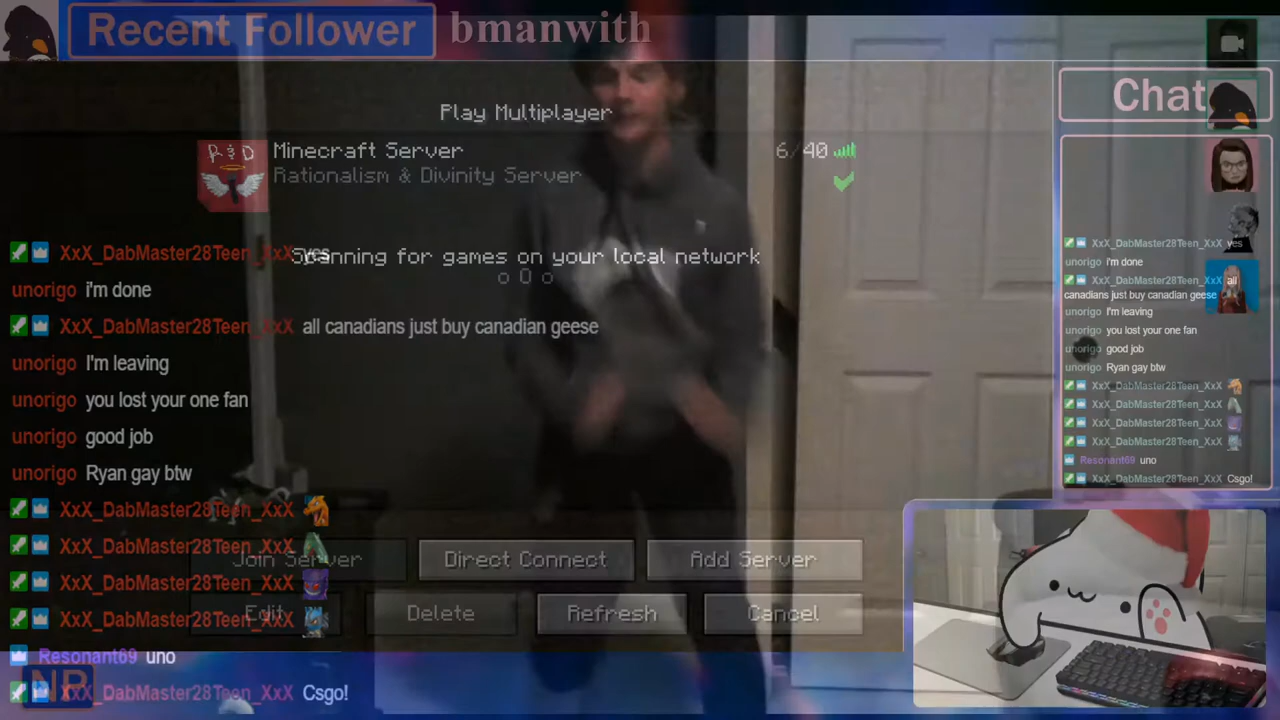 Recent Follower bmanwith
Chat
Play Multiplayer
R & D
Minecraft Server 6/40
Rationalism & Divinity Server
Scanning for games on your local network
XxX_DabMaster28Teen_XxX yes
unorigo i'm done
XxX_DabMaster28Teen_XxX all canadians just buy canadian geese
unorigo I'm leaving
unorigo you lost your one fan
unorigo good job
unorigo Ryan gay btw
XxX_DabMaster28Teen_XxX
XxX_DabMaster28Teen_XxX
XxX_DabMaster28Teen_XxX
XxX_DabMaster28Teen_XxX
Resonant69 uno
XxX_DabMaster28Teen_XxX Csgo!
Join Server Direct Connect Add Server
Edit Delete Refresh Cancel
NR
XxX_DabMaster28Teen_XxX yes
unorigo i'm done
XxX_DabMaster28Teen_XxX all
canadians just buy canadian geese
unorigo I'm leaving
unorigo you lost your one fan
unorigo good job
unorigo Ryan gay btw
XxX_DabMaster28Teen_XxX
XxX_DabMaster28Teen_XxX
XxX_DabMaster28Teen_XxX
XxX_DabMaster28Teen_XxX
Resonant69 uno
XxX_DabMaster28Teen_XxX Csgo!